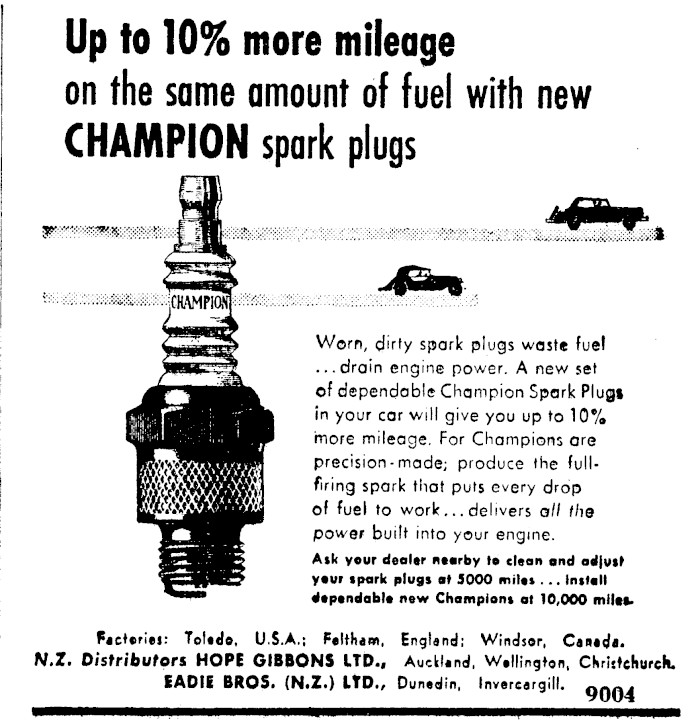 Up to 10% more mileage
on the same amount of fuel with new
CHAMPION spark plugs
CHAMPION
Worn, dirty spark plugs waste fuel
...drain engine power. A new set
of dependable Champion Spark Plugs
in your car will give you up to 10%
more mileage. For Champions are
precision-made; produce the full-
firing spark that puts every drop
of fuel to work...delivers all the
power built into your engine.
Ask your dealer nearby to clean and adjust
your spark plugs at 5000 miles ... Install
dependable new Champions at 10,000 miles.
Factories: Toledo, U.S.A.; Feltham, England; Windsor, Canada.
N.Z. Distributors HOPE GIBBONS LTD., Auckland, Wellington, Christchurch.
EADIE BROS. (N.Z.) LTD., Dunedin, Invercargill. 9004